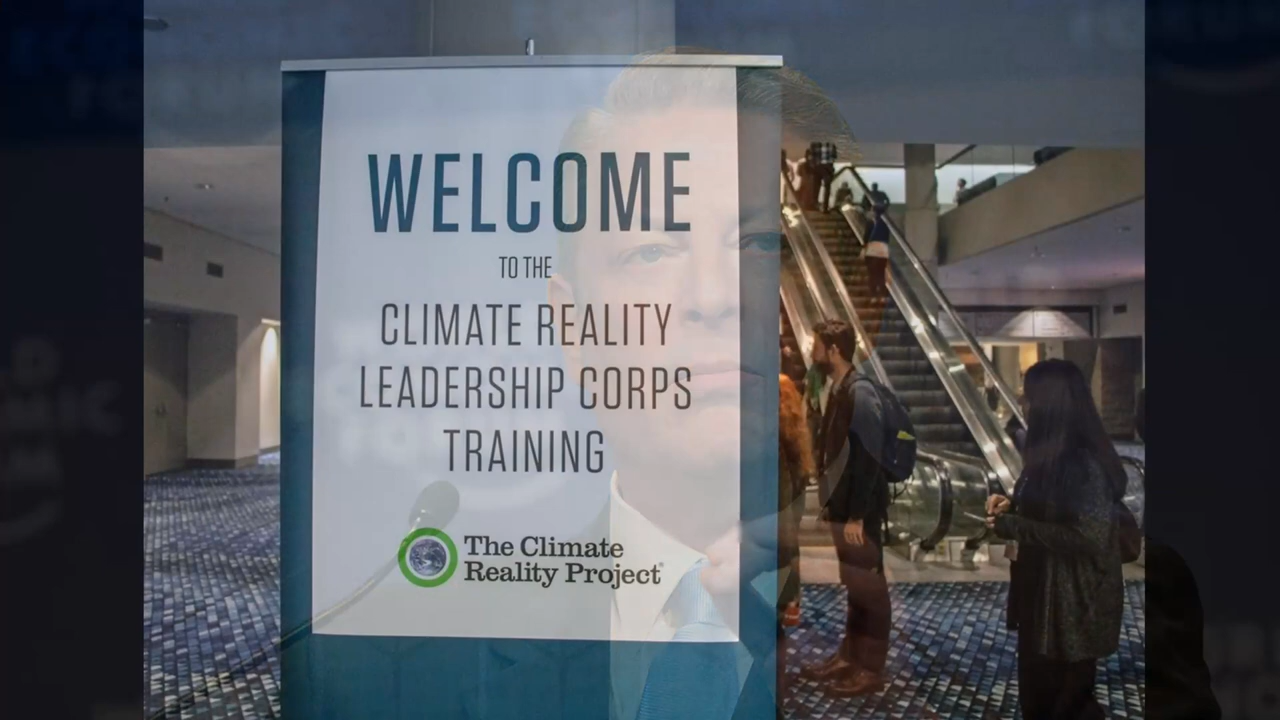 WELCOME
TO THE
CLIMATE REALITY
LEADERSHIP CORPS
TRAINING
The Climate
Reality Project®